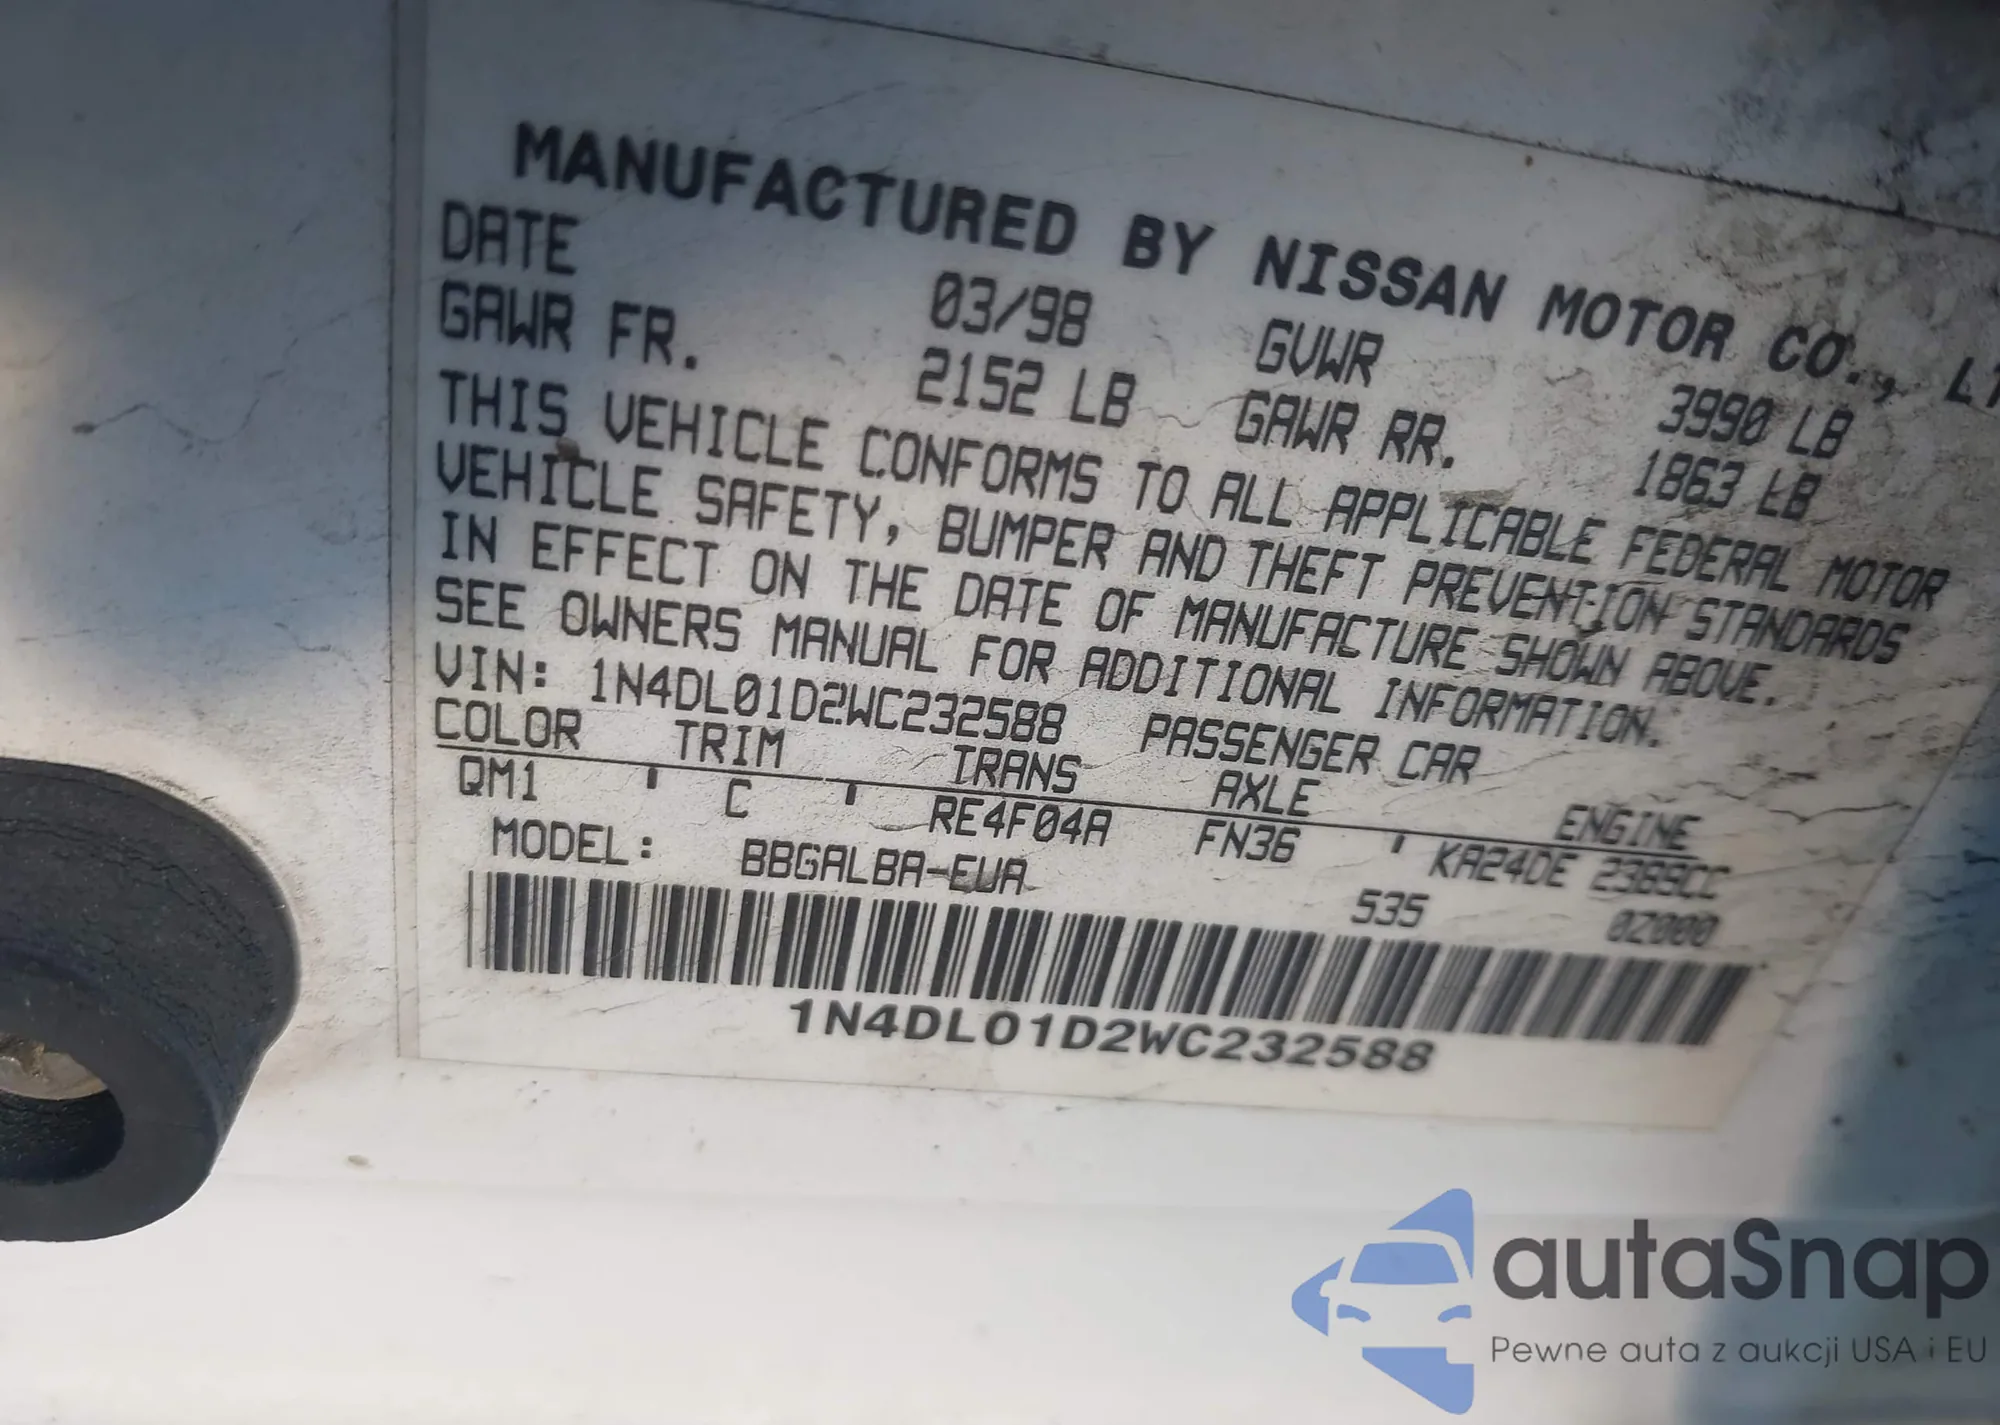 MANUFACTURED BY NISSAN MOTOR CO., LT
DATE 03/98 GVWR 3990 LB
GAWR FR. 2152 LB GAWR RR. 1863 LB
THIS VEHICLE CONFORMS TO ALL APPLICABLE FEDERAL MOTOR
VEHICLE SAFETY, BUMPER AND THEFT PREVENTION STANDARDS
IN EFFECT ON THE DATE OF MANUFACTURE SHOWN ABOVE.
SEE OWNERS MANUAL FOR ADDITIONAL INFORMATION.
VIN: 1N4DL01D2WC232588 PASSENGER CAR
COLOR TRIM TRANS AXLE ENGINE
QM1 C RE4F04A FN36 KA24DE 2389CC
MODEL: BBGALBA-EUA 535 0Z000
1N4DL01D2WC232588
autaSnap
Pewne auta z aukcji USA i EU